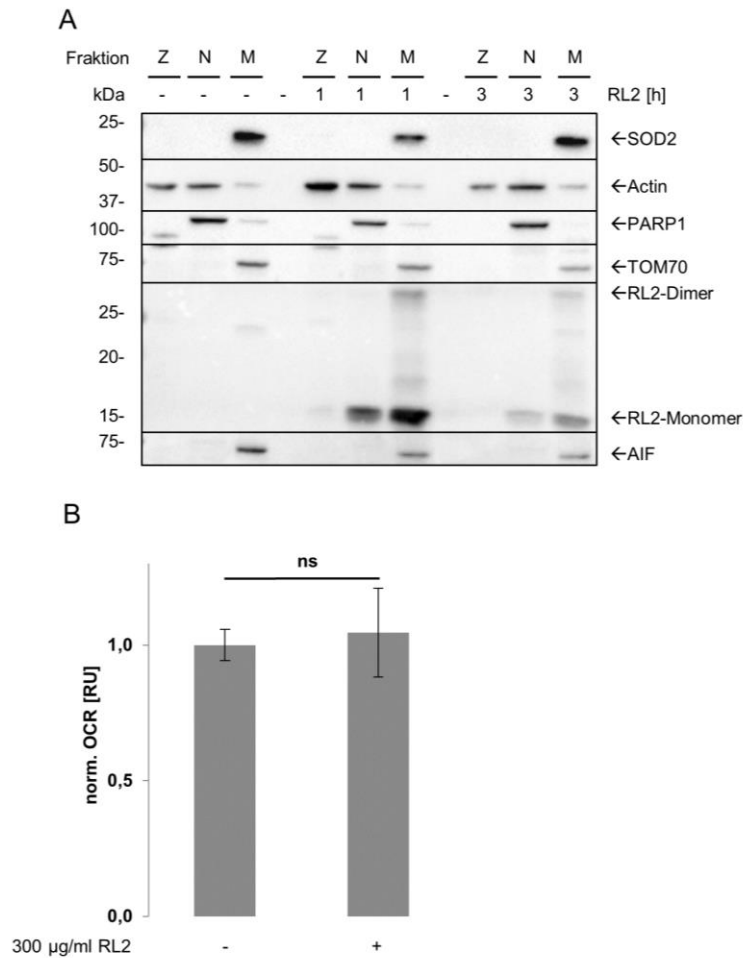 A
Fraktion Z N M Z N M Z N M
kDa - - - - 1 1 1 - 3 3 3 RL2 [h]
25-
←SOD2
50-
←Actin
37-
←PARP1
100-
75-
←TOM70
←RL2-Dimer
25-
20-
15-
←RL2-Monomer
75-
←AIF
B
ns
1,0
norm. OCR [RU]
0,5
0,0
300 µg/ml RL2 - +